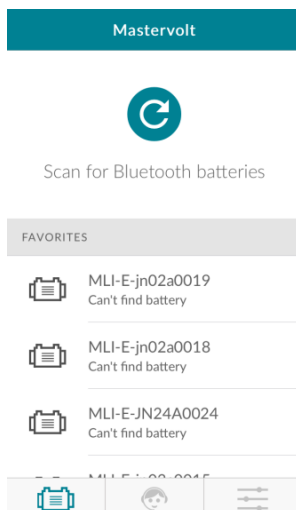 Mastervolt
Scan for Bluetooth batteries
FAVORITES
MLI-E-jn02a0019
Can't find battery
MLI-E-jn02a0018
Can't find battery
MLI-E-JN24A0024
Can't find battery